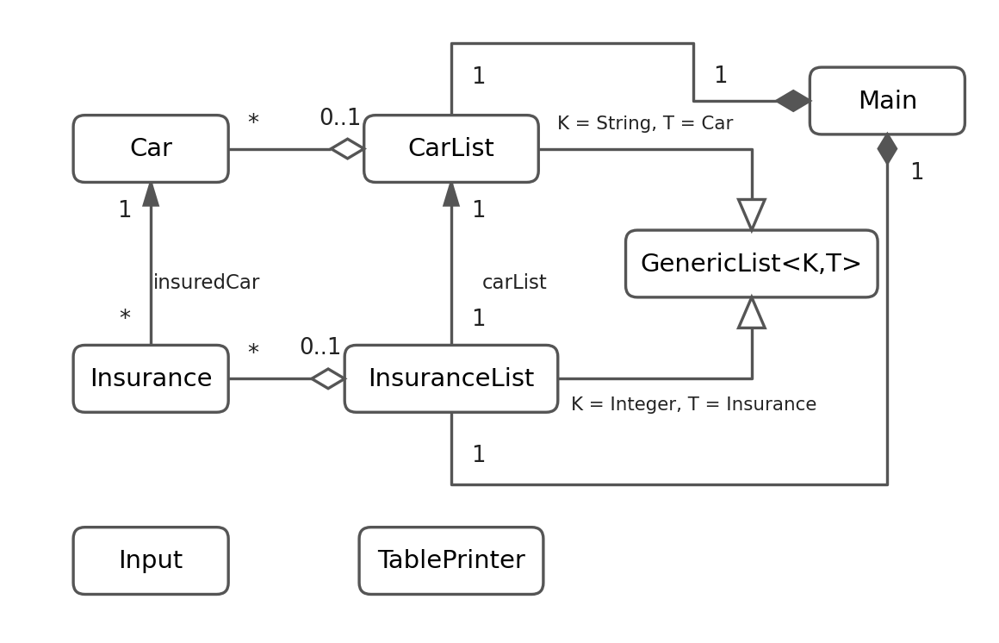 1
1
Main
*
0..1
K = String, T = Car
Car
CarList
1
1
1
GenericList<K,T>
insuredCar
carList
*
1
*
0..1
Insurance
InsuranceList
K = Integer, T = Insurance
1
Input
TablePrinter